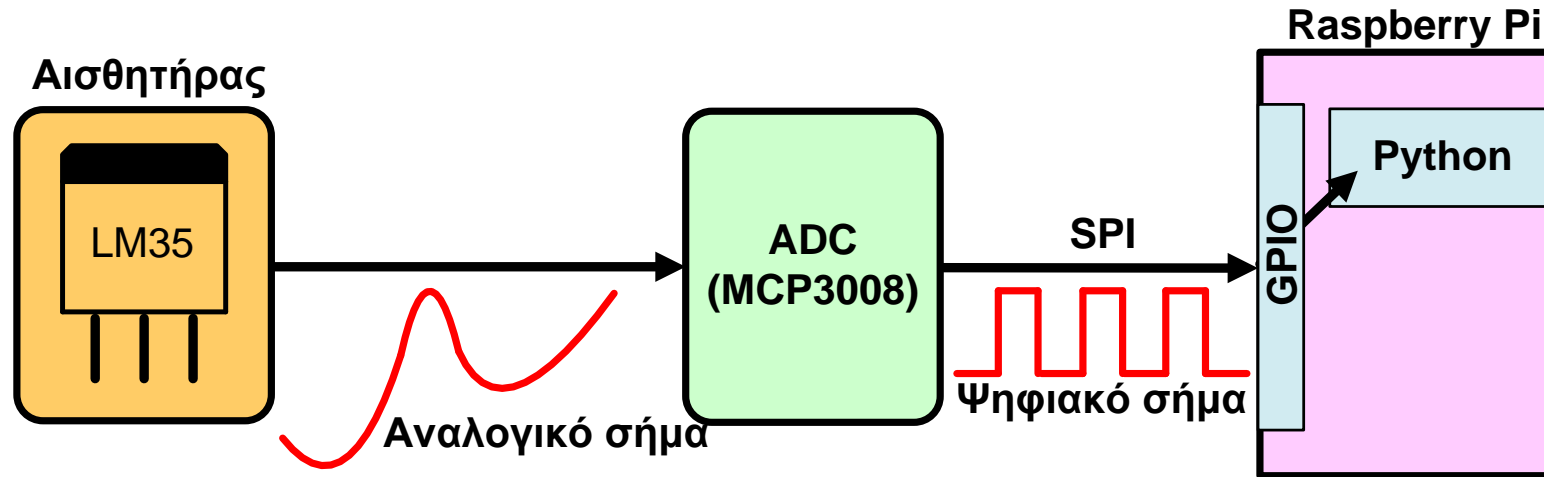 Raspberry Pi
Αισθητήρας
LM35
Αναλογικό σήμα
ADC
(MCP3008)
SPI
Ψηφιακό σήμα
GPIO
Python